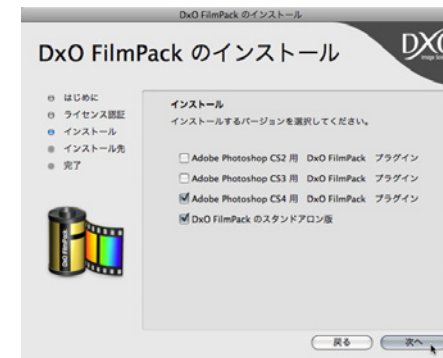 DxO FilmPack のインストール
DxO FilmPack のインストール
DXO
はじめに
ライセンス認証
インストール
インストール先
完了
インストール
インストールするバージョンを選択してください。
Adobe Photoshop CS2 用 DxO FilmPack プラグイン
Adobe Photoshop CS3 用 DxO FilmPack プラグイン
Adobe Photoshop CS4 用 DxO FilmPack プラグイン
DxO FilmPack のスタンドアロン版
DxO FilmPack
戻る
次へ